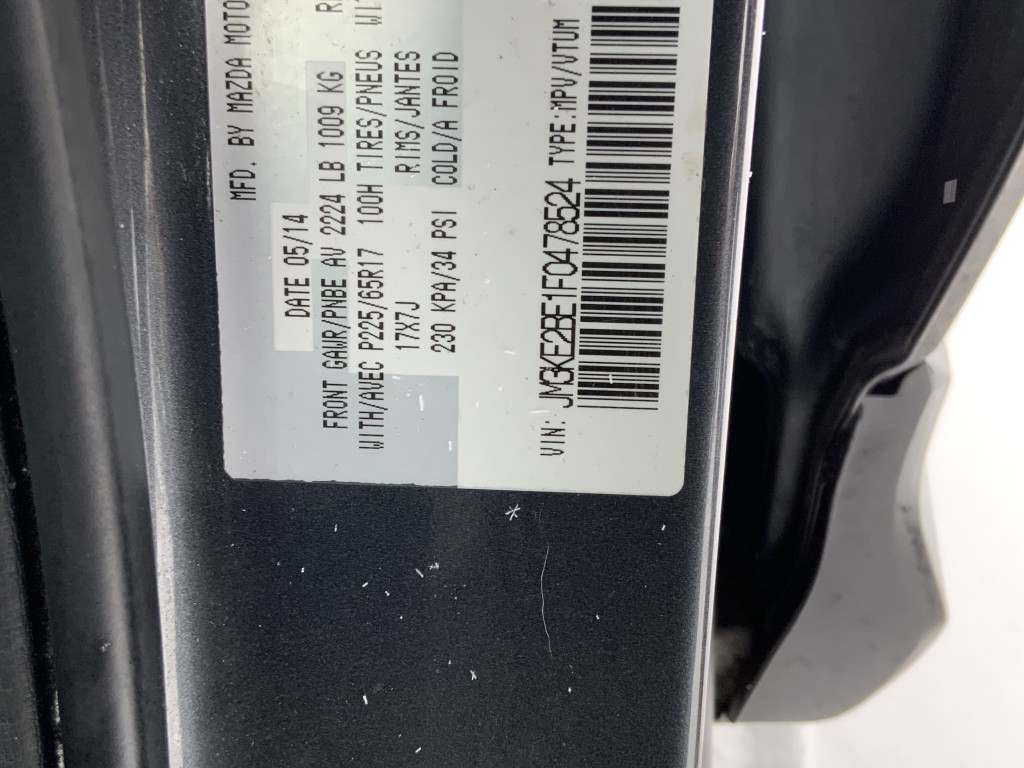 MFD. BY MAZDA
DATE 05/14
FRONT GAWR/PNBE AV 2224 LB 1009 KG
WITH/AVEC P225/65R17 100H TIRES/PNEUS
17X7J RIMS/JANTES
230 KPA/34 PSI COLD/A FROID
VIN: JM3KE2BE1F0478524 TYPE:MPV/VTUM